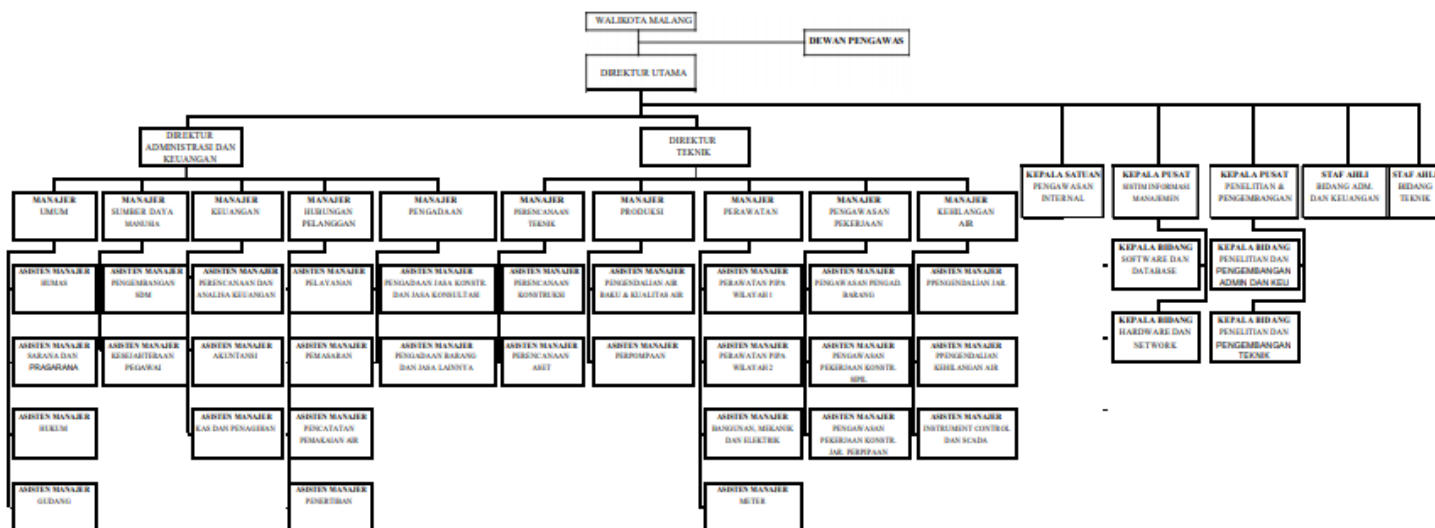 WALIKOTA MALANG
DEWAN PENGAWAS
DIREKTUR UTAMA
DIREKTUR
ADMINISTRASI DAN
KEUANGAN
DIREKTUR
TEKNIK
KEPALA SATUAN
PENGAWASAN
INTERNAL
KEPALA PUSAT
SISTIM INFORMASI
MANAJEMEN
KEPALA PUSAT
PENELITIAN &
PENGEMBANGAN
STAF AHLI
BIDANG ADM.
DAN KEUANGAN
STAF AHLI
BIDANG
TEKNIK
MANAJER
UMUM
MANAJER
SUMBER DAYA
MANUSIA
MANAJER
KEUANGAN
MANAJER
HUBUNGAN
PELANGGAN
MANAJER
PENGADAAN
MANAJER
PERENCANAAN
TEKNIK
MANAJER
PRODUKSI
MANAJER
PERAWATAN
MANAJER
PENGAWASAN
PEKERJAAN
MANAJER
KEHILANGAN
AIR
ASISTEN MANAJER
HUMAS
ASISTEN MANAJER
PENGEMBANGAN
SDM
ASISTEN MANAJER
PERENCANAAN DAN
ANALISA KEUANGAN
ASISTEN MANAJER
PELAYANAN
ASISTEN MANAJER
PENGADAAN JASA KONSTR.
DAN JASA KONSULTASI
ASISTEN MANAJER
PERENCANAAN
KONSTRUKSI
ASISTEN MANAJER
PENGENDALIAN AIR
BAKU & KUALITAS AIR
ASISTEN MANAJER
PERAWATAN PIPA
WILAYAH 1
ASISTEN MANAJER
PENGAWASAN PENGAD.
BARANG
ASISTEN MANAJER
PPENGENDALIAN JAR.
KEPALA BIDANG
SOFTWARE DAN
DATABASE
KEPALA BIDANG
PENELITIAN DAN
PENGEMBANGAN
ADMIN DAN KEU
ASISTEN MANAJER
SARANA DAN
PRASARANA
ASISTEN MANAJER
KESEJAHTERAAN
PEGAWAI
ASISTEN MANAJER
AKUNTANSI
ASISTEN MANAJER
PEMASARAN
ASISTEN MANAJER
PENGADAAN BARANG
DAN JASA LAINNYA
ASISTEN MANAJER
PERENCANAAN
ASET
ASISTEN MANAJER
PERPOMPAAN
ASISTEN MANAJER
PERAWATAN PIPA
WILAYAH 2
ASISTEN MANAJER
PENGAWASAN
PEKERJAAN KONSTR.
SIPIL
ASISTEN MANAJER
PPENGENDALIAN
KEHILANGAN AIR
KEPALA BIDANG
HARDWARE DAN
NETWORK
KEPALA BIDANG
PENELITIAN DAN
PENGEMBANGAN
TEKNIK
ASISTEN MANAJER
HUKUM
ASISTEN MANAJER
KAS DAN PENAGIHAN
ASISTEN MANAJER
PENCATATAN
PEMAKAIAN AIR
ASISTEN MANAJER
BANGUNAN, MEKANIK
DAN ELEKTRIK
ASISTEN MANAJER
PENGAWASAN
PEKERJAAN KONSTR.
JAR. PERPIPAAN
ASISTEN MANAJER
INSTRUMENT CONTROL
DAN SCADA
ASISTEN MANAJER
GUDANG
ASISTEN MANAJER
PENERTIBAN
ASISTEN MANAJER
METER